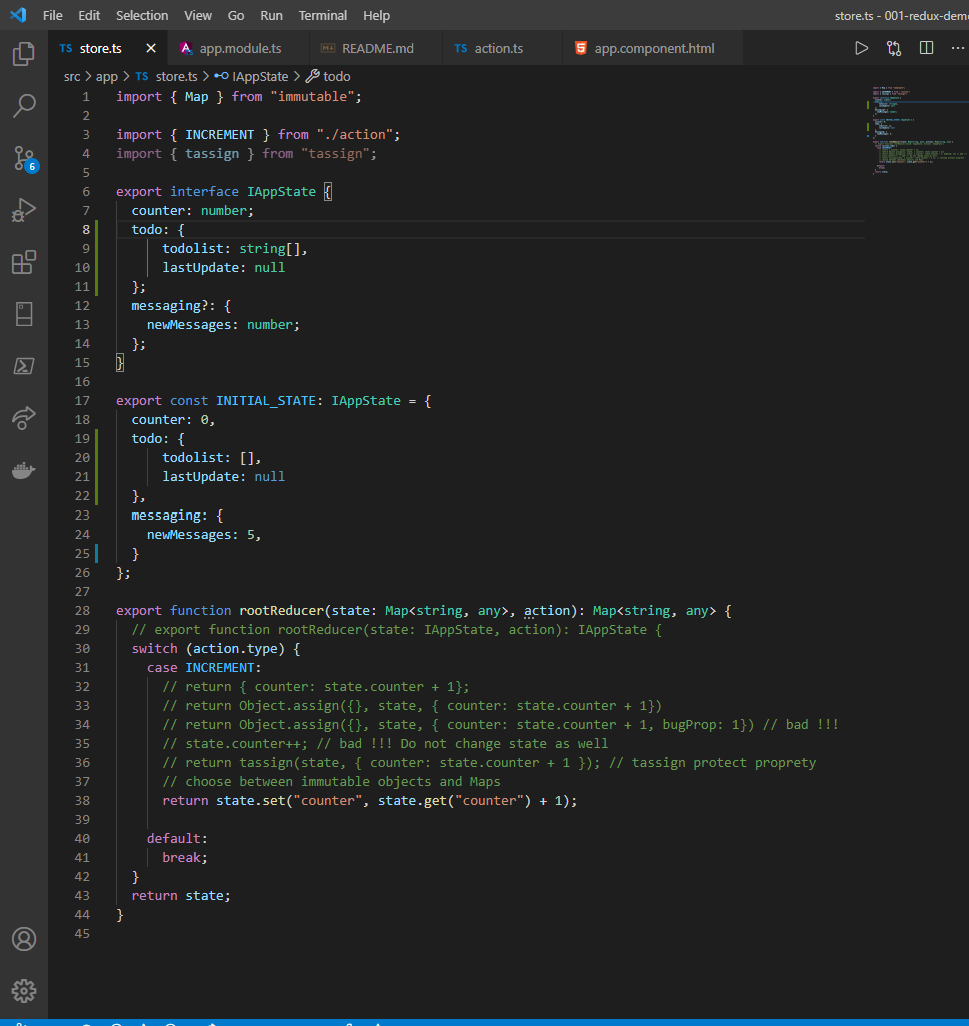 File Edit Selection View Go Run Terminal Help store.ts - 001-redux-demo
TS store.ts × app.module.ts README.md TS action.ts app.component.html
src > app > TS store.ts > IAppState > todo
1 import { Map } from "immutable";
2
3 import { INCREMENT } from "./action";
4 import { tassign } from "tassign";
5
6 export interface IAppState {
7 counter: number;
8 todo: {
9 todolist: string[],
10 lastUpdate: null
11 };
12 messaging?: {
13 newMessages: number;
14 };
15 }
16
17 export const INITIAL_STATE: IAppState = {
18 counter: 0,
19 todo: {
20 todolist: [],
21 lastUpdate: null
22 },
23 messaging: {
24 newMessages: 5,
25 }
26 };
27
28 export function rootReducer(state: Map<string, any>, action): Map<string, any> {
29 // export function rootReducer(state: IAppState, action): IAppState {
30 switch (action.type) {
31 case INCREMENT:
32 // return { counter: state.counter + 1};
33 // return Object.assign({}, state, { counter: state.counter + 1})
34 // return Object.assign({}, state, { counter: state.counter + 1, bugProp: 1}) // bad !!!
35 // state.counter++; // bad !!! Do not change state as well
36 // return tassign(state, { counter: state.counter + 1 }); // tassign protect proprety
37 // choose between immutable objects and Maps
38 return state.set("counter", state.get("counter") + 1);
39
40 default:
41 break;
42 }
43 return state;
44 }
45
6